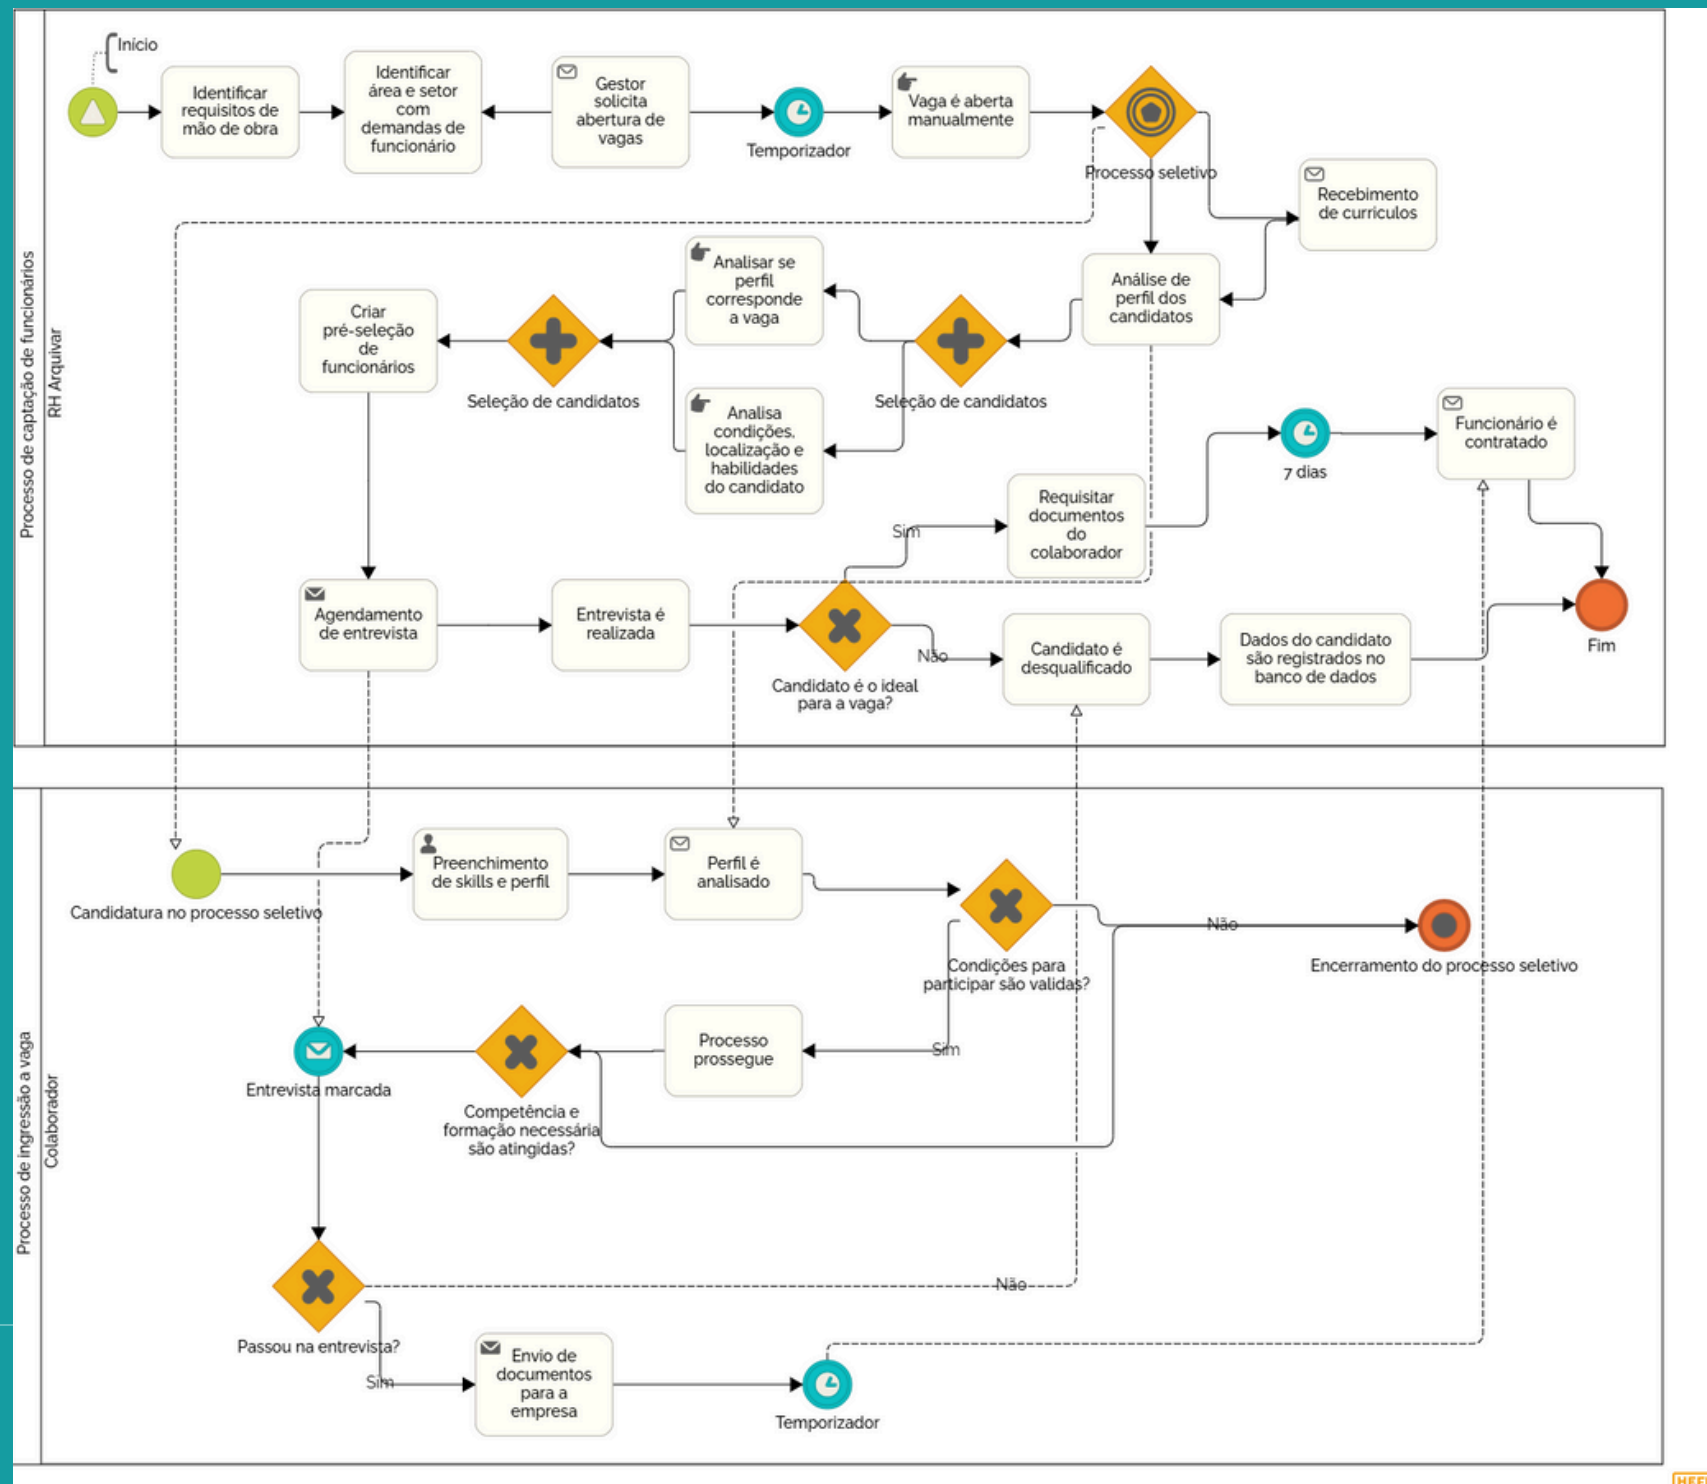 Processo de captação de funcionários
RH Arquivar
Início
Identificar
requisitos de
mão de obra
Identificar
área e setor
com
demandas de
funcionário
Gestor
solicita
abertura de
vagas
Temporizador
Vaga é aberta
manualmente
Processo seletivo
Recebimento
de curriculos
Análise de
perfil dos
candidatos
Seleção de candidatos
Analisar se
perfil
corresponde
a vaga
Analisa
condições,
localização e
habilidades
do candidato
Seleção de candidatos
Criar
pré-seleção
de
funcionários
Agendamento
de entrevista
Entrevista é
realizada
Candidato é o ideal
para a vaga?
Sim
Requisitar
documentos
do
colaborador
7 dias
Funcionário é
contratado
Não
Candidato é
desqualificado
Dados do candidato
são registrados no
banco de dados
Fim
Processo de ingressão a vaga
Colaborador
Candidatura no processo seletivo
Preenchimento
de skills e perfil
Perfil é
analisado
Condições para
participar são validas?
Não
Encerramento do processo seletivo
Sim
Processo
prossegue
Competência e
formação necessária
são atingidas?
Entrevista marcada
Passou na entrevista?
Não
Sim
Envio de
documentos
para a
empresa
Temporizador